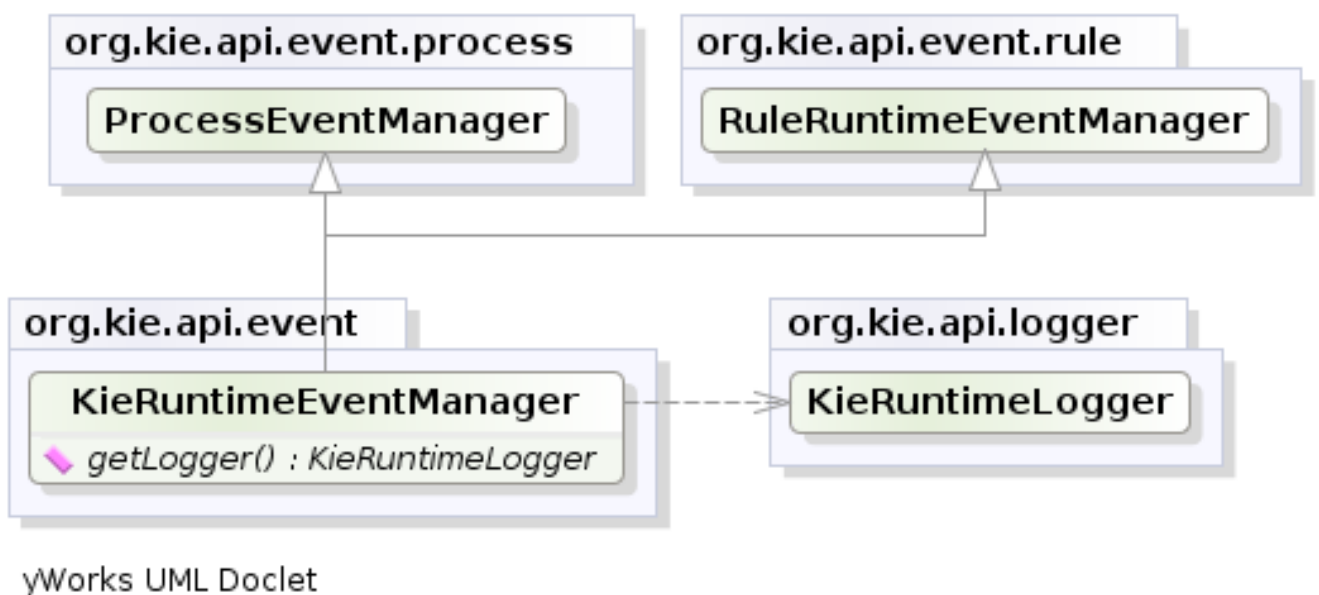 org.kie.api.event.process
ProcessEventManager
org.kie.api.event.rule
RuleRuntimeEventManager
org.kie.api.event
KieRuntimeEventManager
getLogger() : KieRuntimeLogger
org.kie.api.logger
KieRuntimeLogger
yWorks UML Doclet